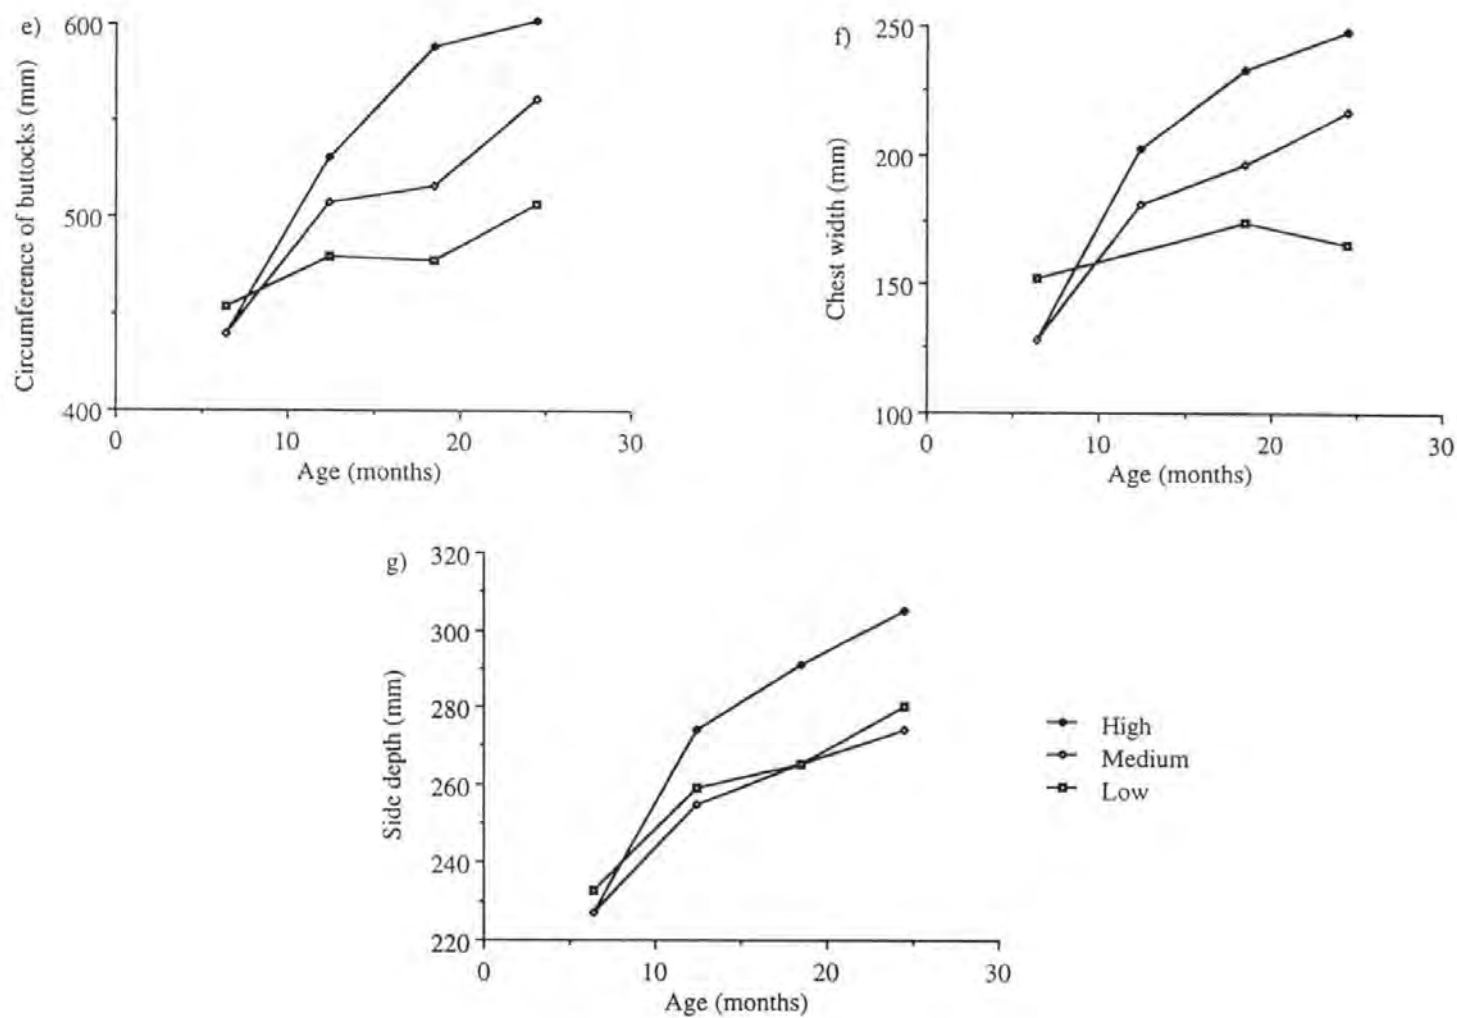 e)
Circumference of buttocks (mm)
600
500
400
0 10 20 30
Age (months)
f)
Chest width (mm)
250
200
150
100
0 10 20 30
Age (months)
g)
Side depth (mm)
320
300
280
260
240
220
0 10 20 30
Age (months)
High
Medium
Low